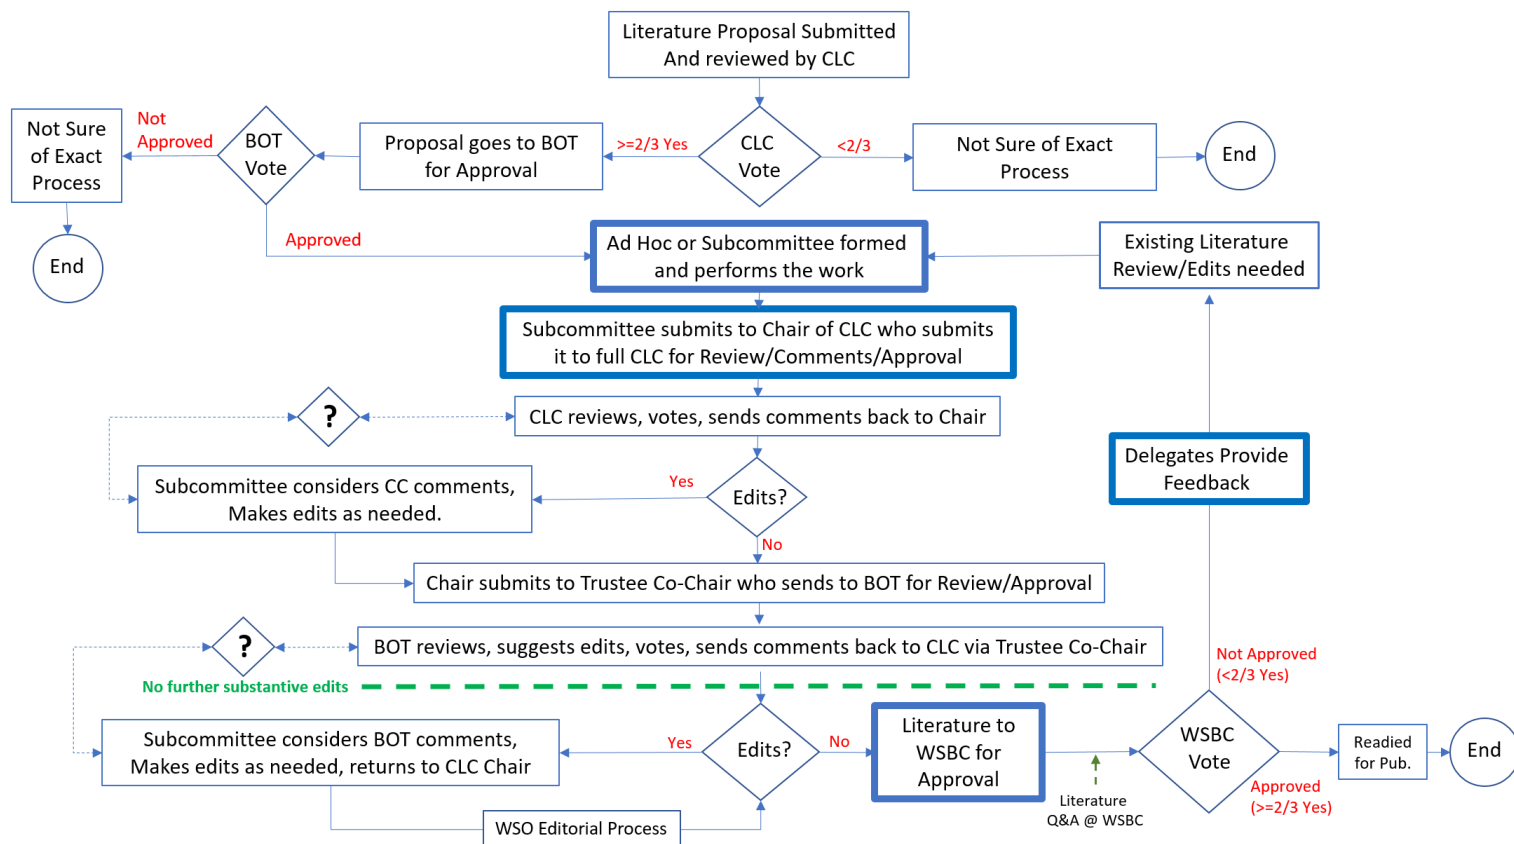 Literature Proposal Submitted
And reviewed by CLC
Not Sure
of Exact
Process
Not
Approved
BOT
Vote
Proposal goes to BOT
for Approval
>=2/3 Yes
CLC
Vote
<2/3
Not Sure of Exact
Process
End
End
Approved
Ad Hoc or Subcommittee formed
and performs the work
Existing Literature
Review/Edits needed
Subcommittee submits to Chair of CLC who submits
it to full CLC for Review/Comments/Approval
?
CLC reviews, votes, sends comments back to Chair
Delegates Provide
Feedback
Subcommittee considers CC comments,
Makes edits as needed.
Yes
Edits?
No
Chair submits to Trustee Co-Chair who sends to BOT for Review/Approval
?
BOT reviews, suggests edits, votes, sends comments back to CLC via Trustee Co-Chair
Not Approved
(<2/3 Yes)
No further substantive edits
Subcommittee considers BOT comments,
Makes edits as needed, returns to CLC Chair
Yes
Edits?
No
Literature to
WSBC for
Approval
WSBC
Vote
Readied
for Pub.
End
Approved
(>=2/3 Yes)
Literature
Q&A @ WSBC
WSO Editorial Process